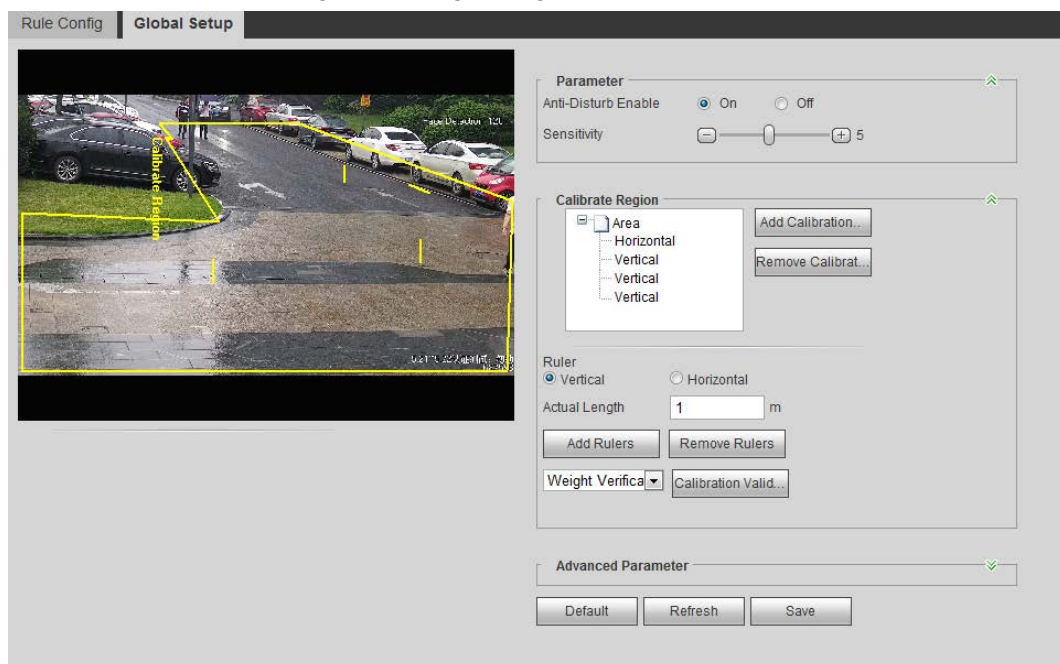 Rule Config Global Setup
Calibrate Region
Parameter
Anti-Disturb Enable On Off
Sensitivity 5
Calibrate Region
Area
Horizontal
Vertical
Vertical
Vertical
Add Calibration..
Remove Calibrat...
Ruler
Vertical Horizontal
Actual Length 1 m
Add Rulers Remove Rulers
Weight Verifica Calibration Valid...
Advanced Parameter
Default Refresh Save